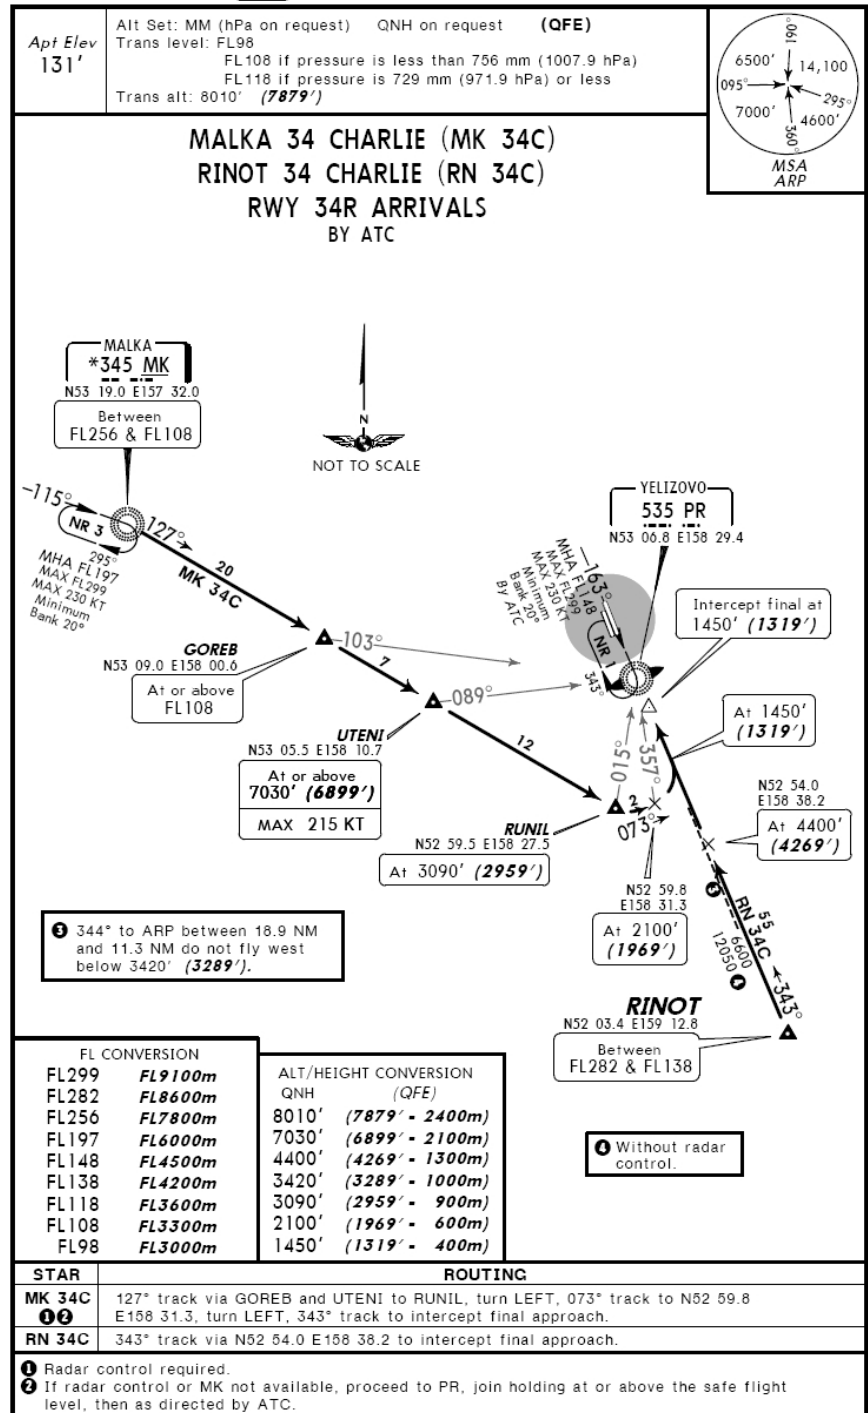 Apt Elev
131'
Alt Set: MM (hPa on request) QNH on request (QFE)
Trans level: FL98
FL108 if pressure is less than 756 mm (1007.9 hPa)
FL118 if pressure is 729 mm (971.9 hPa) or less
Trans alt: 8010' (7879')
190°
6500'
14,100
095°
295°
7000'
4600'
360°
MSA
ARP
MALKA 34 CHARLIE (MK 34C)
RINOT 34 CHARLIE (RN 34C)
RWY 34R ARRIVALS
BY ATC
MALKA
*345 MK
N53 19.0 E157 32.0
Between
FL256 & FL108
N
NOT TO SCALE
115°
NR 3
127°
295°
MHA FL197
MAX FL299
MAX 230 KT
Minimum
Bank 20°
20
MK 34C
YELIZOVO
535 PR
N53 06.8 E158 29.4
163°
MHA FL148
MAX FL299
MAX 230 KT
Minimum
Bank 20°
By ATC
NR 1
343°
Intercept final at
1450' (1319')
GOREB
N53 09.0 E158 00.6
At or above
FL108
103°
7
089°
At 1450'
(1319')
UTENI
N53 05.5 E158 10.7
At or above
7030' (6899')
MAX 215 KT
12
015°
357°
2
073°
RUNIL
N52 59.5 E158 27.5
At 3090' (2959')
N52 54.0
E158 38.2
At 4400'
(4269')
N52 59.8
E158 31.3
At 2100'
(1969')
3
55
RN 34C
6600
12050 4
343°
3 344° to ARP between 18.9 NM
and 11.3 NM do not fly west
below 3420' (3289').
RINOT
N52 03.4 E159 12.8
Between
FL282 & FL138
FL CONVERSION
FL299 FL9100m
FL282 FL8600m
FL256 FL7800m
FL197 FL6000m
FL148 FL4500m
FL138 FL4200m
FL118 FL3600m
FL108 FL3300m
FL98 FL3000m
ALT/HEIGHT CONVERSION
QNH (QFE)
8010' (7879' - 2400m)
7030' (6899' - 2100m)
4400' (4269' - 1300m)
3420' (3289' - 1000m)
3090' (2959' - 900m)
2100' (1969' - 600m)
1450' (1319' - 400m)
4 Without radar
control.
STAR ROUTING
MK 34C 127° track via GOREB and UTENI to RUNIL, turn LEFT, 073° track to N52 59.8
1 2 E158 31.3, turn LEFT, 343° track to intercept final approach.
RN 34C 343° track via N52 54.0 E158 38.2 to intercept final approach.
1 Radar control required.
2 If radar control or MK not available, proceed to PR, join holding at or above the safe flight
level, then as directed by ATC.